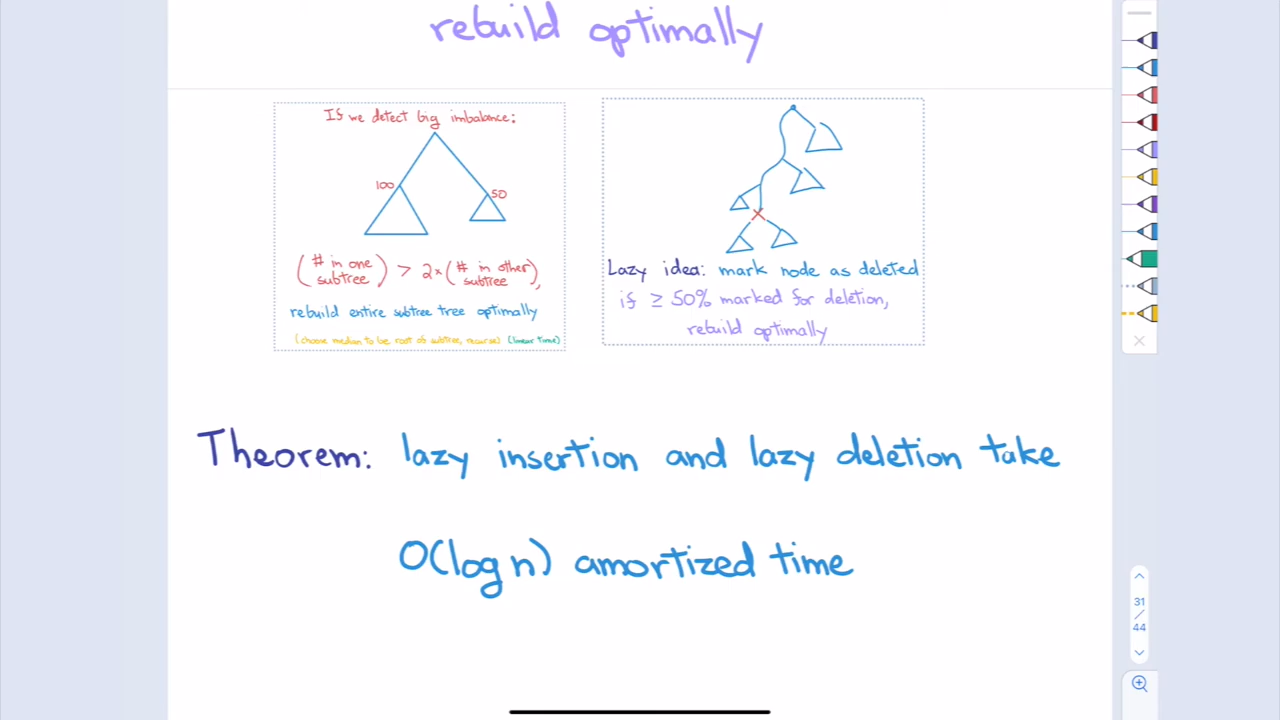 rebuild optimally
If we detect big imbalance:
100
50
(# in one subtree) > 2×(# in other subtree),
rebuild entire subtree tree optimally
(choose median to be root of subtree, recurse) (linear time)
Lazy idea: mark node as deleted
if ≥ 50% marked for deletion,
rebuild optimally
Theorem: lazy insertion and lazy deletion take
O(log n) amortized time
31
/
44